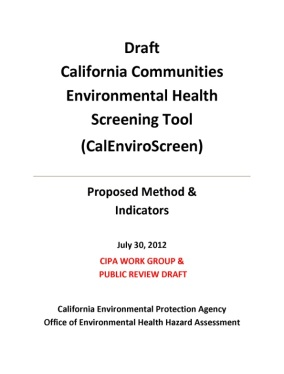 Draft
California Communities
Environmental Health
Screening Tool
(CalEnviroScreen)
Proposed Method &
Indicators
July 30, 2012
CIPA WORK GROUP &
PUBLIC REVIEW DRAFT
California Environmental Protection Agency
Office of Environmental Health Hazard Assessment